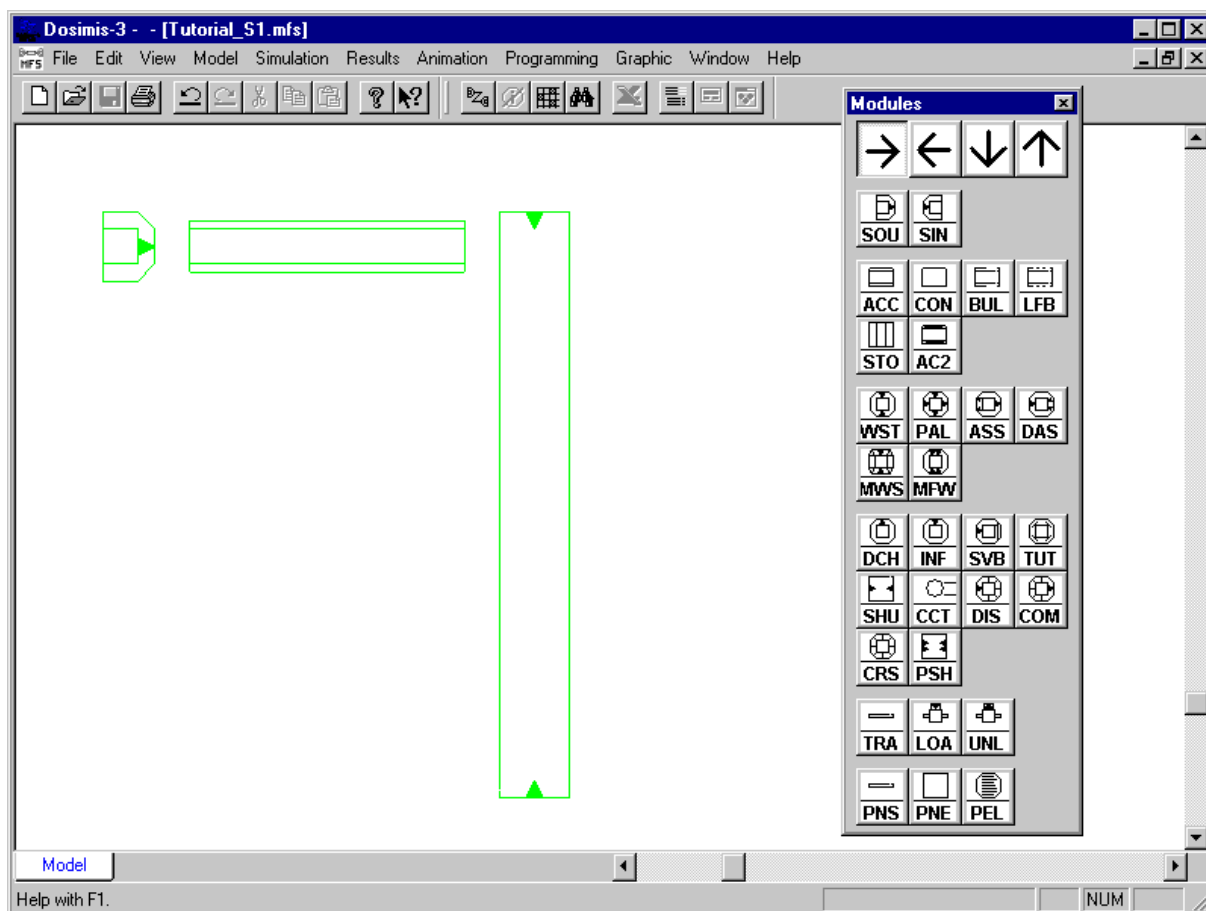 Dosimis-3 - - [Tutorial_S1.mfs]
MFS File Edit View Model Simulation Results Animation Programming Graphic Window Help
Modules
SOU SIN
ACC CON BUL LFB
STO AC2
WST PAL ASS DAS
MWS MFW
DCH INF SVB TUT
SHU CCT DIS COM
CRS PSH
TRA LOA UNL
PNS PNE PEL
Model
Help with F1.
NUM